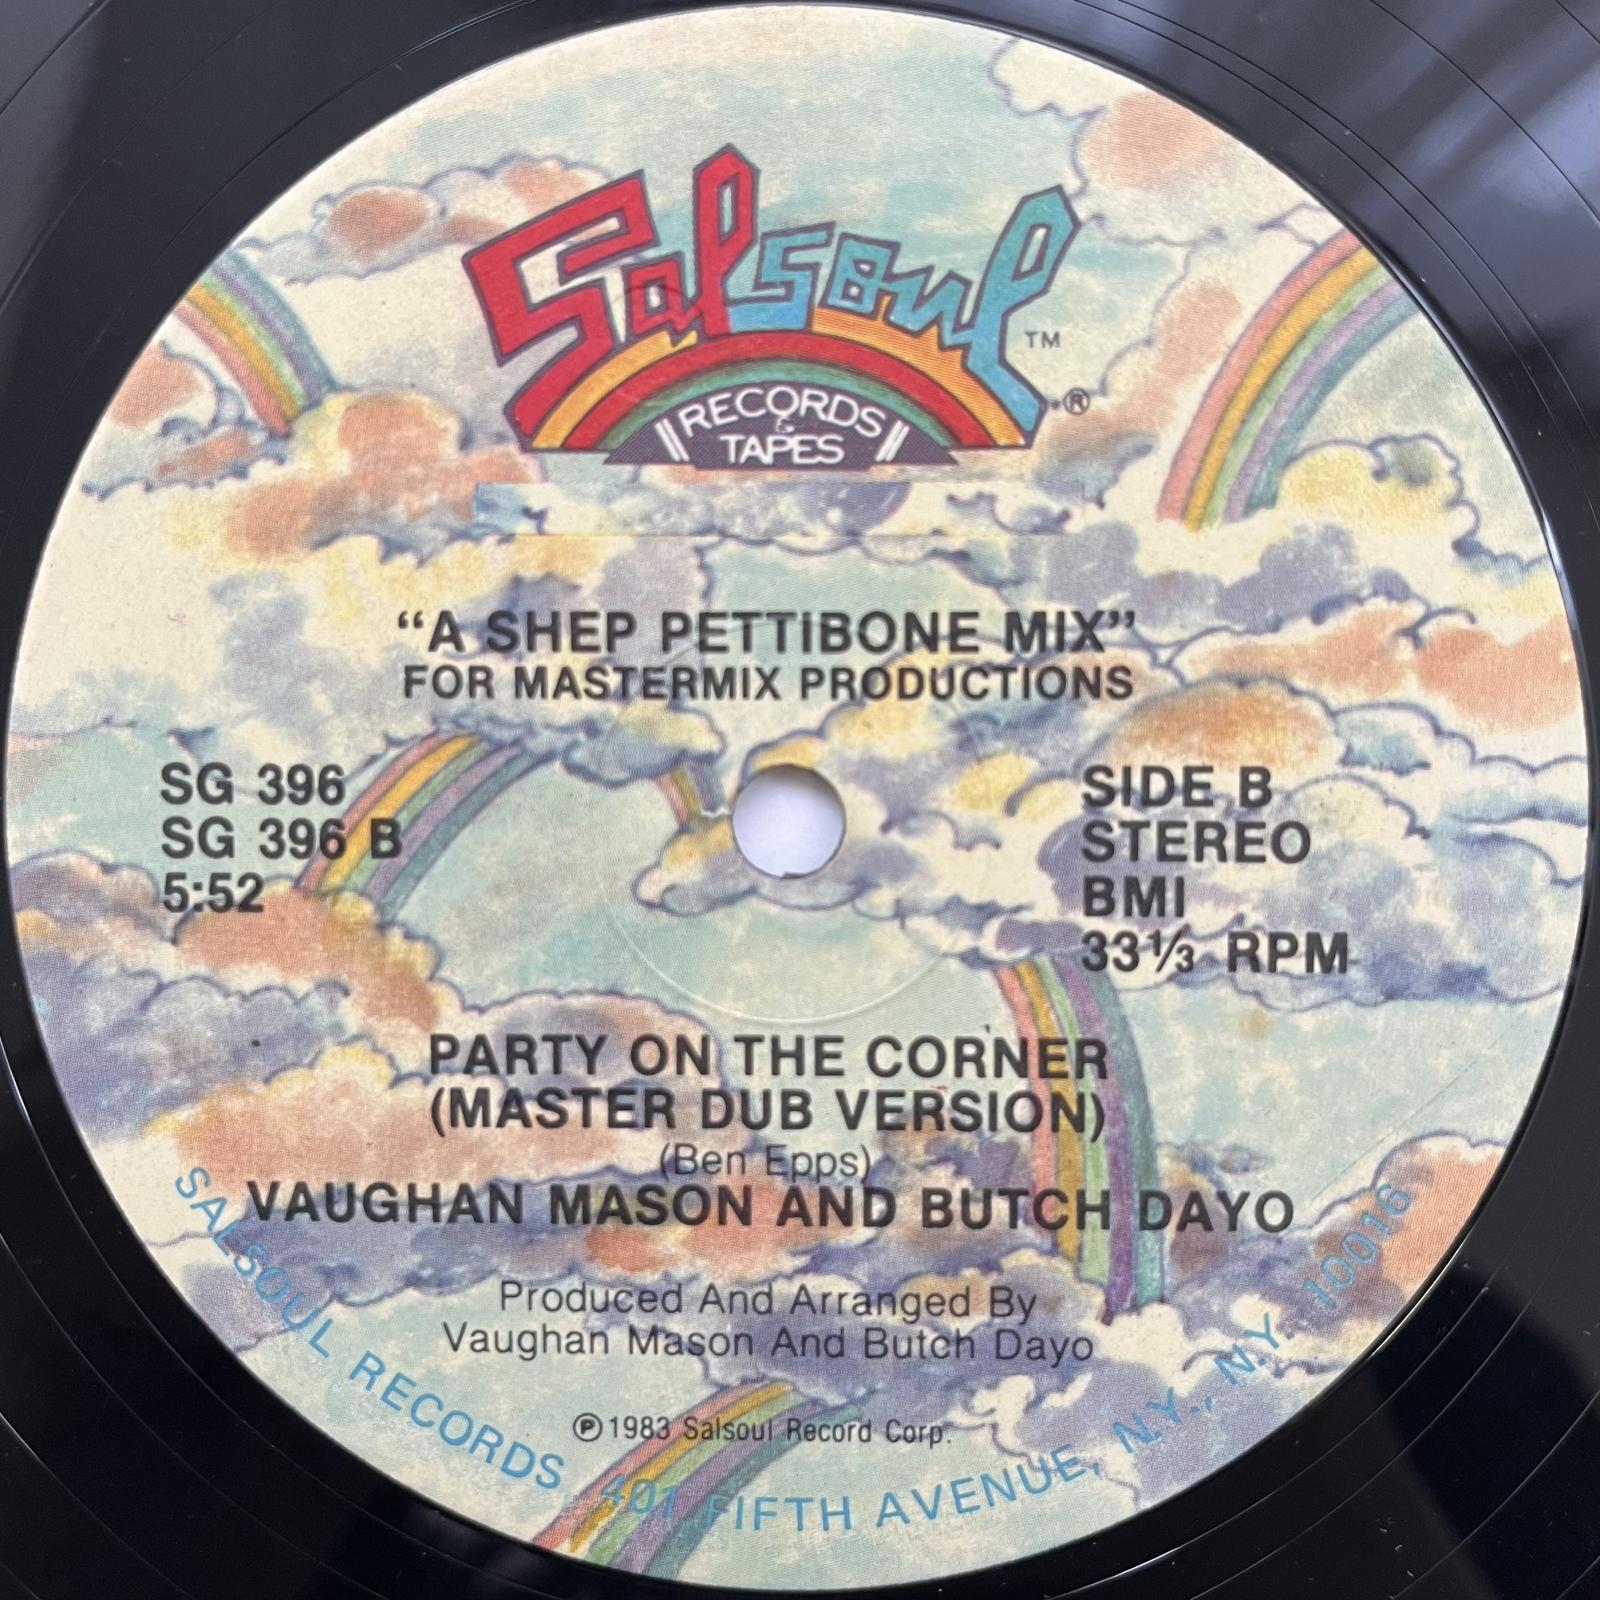 Salsoul TM
®
RECORDS
&
TAPES
“A SHEP PETTIBONE MIX”
FOR MASTERMIX PRODUCTIONS
SG 396
SG 396 B
5:52
SIDE B
STEREO
BMI
33⅓ RPM
PARTY ON THE CORNER
(MASTER DUB VERSION)
(Ben Epps)
VAUGHAN MASON AND BUTCH DAYO
Produced And Arranged By
Vaughan Mason And Butch Dayo
℗ 1983 Salsoul Record Corp.
SALSOUL RECORDS 401 FIFTH AVENUE, N.Y., N.Y. 10016